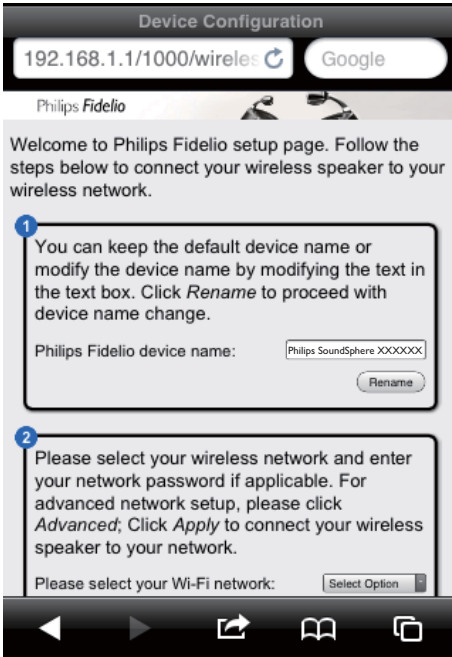 Device Configuration
192.168.1.1/1000/wireles
Google
Philips Fidelio
Welcome to Philips Fidelio setup page. Follow the
steps below to connect your wireless speaker to your
wireless network.
1
You can keep the default device name or
modify the device name by modifying the text in
the text box. Click Rename to proceed with
device name change.
Philips Fidelio device name:
Philips SoundSphere XXXXXX
Rename
2
Please select your wireless network and enter
your network password if applicable. For
advanced network setup, please click
Advanced; Click Apply to connect your wireless
speaker to your network.
Please select your Wi-Fi network:
Select Option